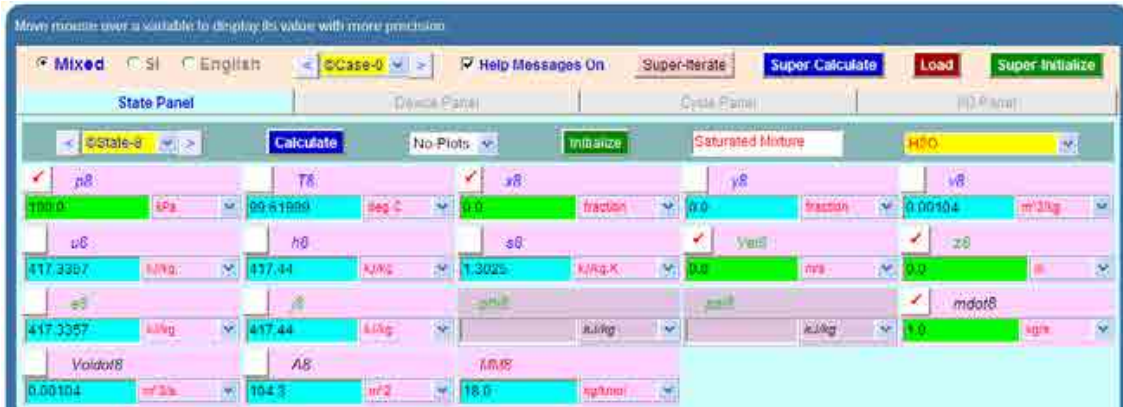 Move mouse over a variable to display its value with more precision.
Mixed SI English < ©Case-0 > Help Messages On Super-Iterate Super Calculate Load Super-Initialize
State Panel Device Panel Cycle Panel I/O Panel
< ©State-8 > Calculate No-Plots Initialize Saturated Mixture H2O
p8 T8 x8 y8 v8
100.0 kPa 99.61999 deg-C 0.0 fraction 0.0 fraction 0.00104 m^3/kg
u8 h8 s8 Vel8 z8
417.3357 kJ/kg 417.44 kJ/kg 1.3025 kJ/kg.K 0.0 m/s 0.0 m
e8 j8 phi8 psi8 mdot8
417.3357 kJ/kg 417.44 kJ/kg kJ/kg kJ/kg 1.0 kg/s
Voldot8 A8 MM8
0.00104 m^3/s 104.3 m^2 18.0 kg/kmol